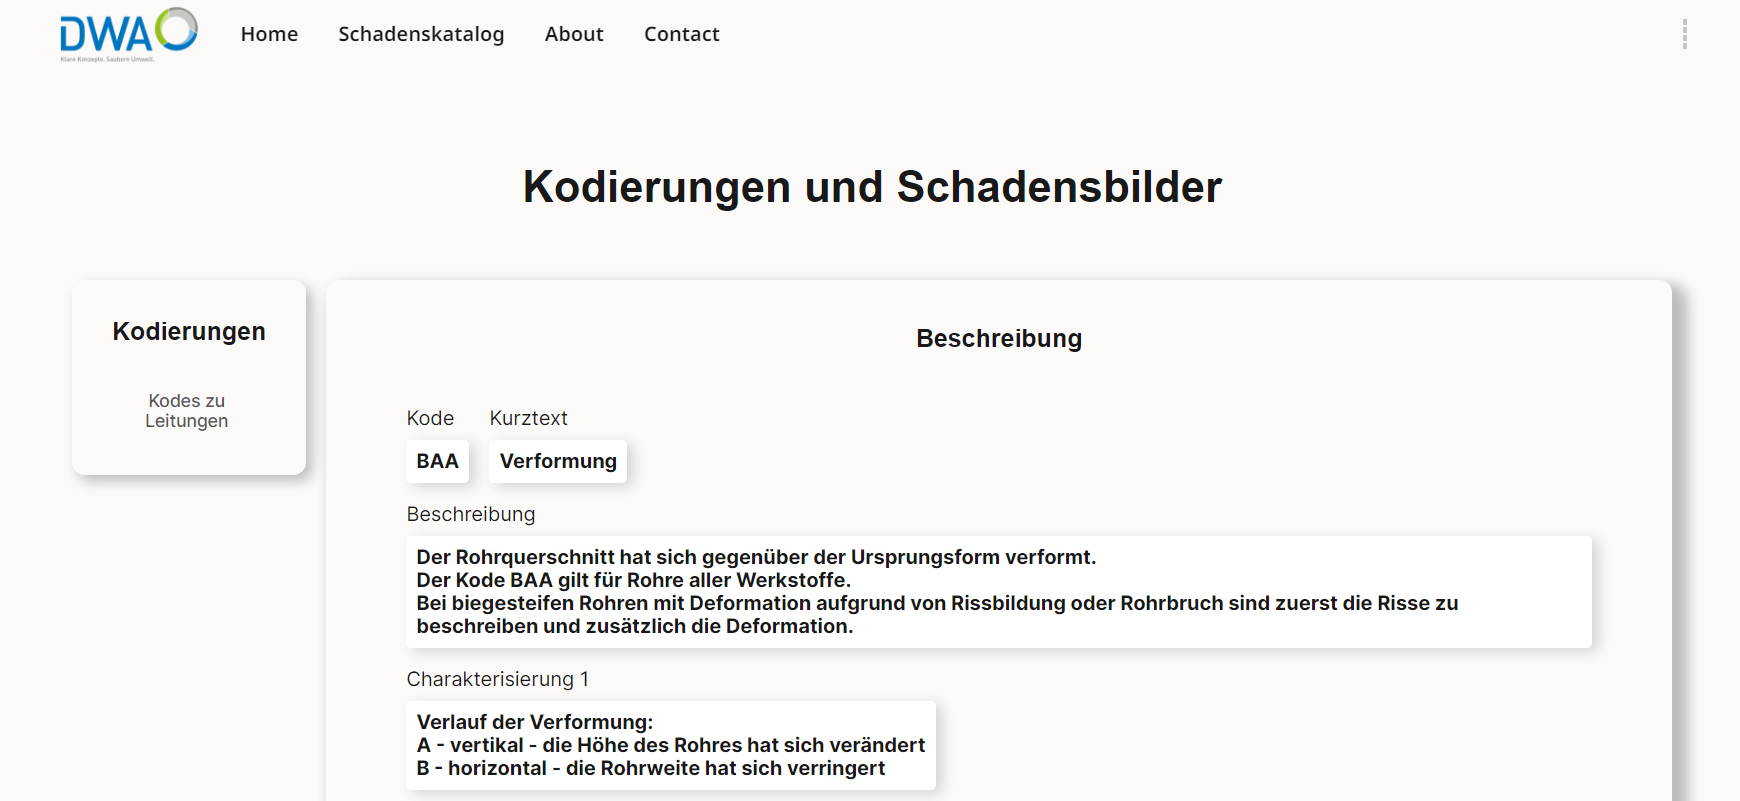 DWA
Klare Konzepte. Saubere Umwelt.
Home Schadenskatalog About Contact
Kodierungen und Schadensbilder
Kodierungen
Kodes zu
Leitungen
Beschreibung
Kode Kurztext
BAA Verformung
Beschreibung
Der Rohrquerschnitt hat sich gegenüber der Ursprungsform verformt.
Der Kode BAA gilt für Rohre aller Werkstoffe.
Bei biegesteifen Rohren mit Deformation aufgrund von Rissbildung oder Rohrbruch sind zuerst die Risse zu
beschreiben und zusätzlich die Deformation.
Charakterisierung 1
Verlauf der Verformung:
A - vertikal - die Höhe des Rohres hat sich verändert
B - horizontal - die Rohrweite hat sich verringert